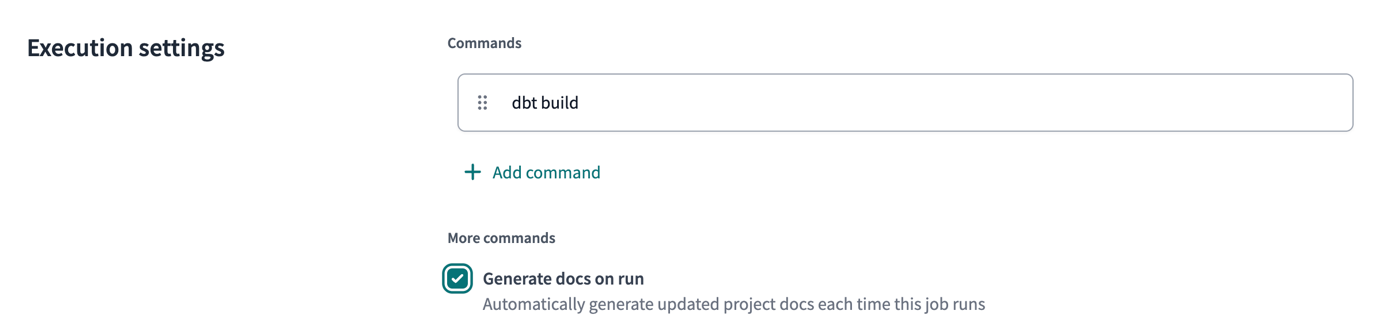 Execution settings
Commands
dbt build
Add command
More commands
Generate docs on run
Automatically generate updated project docs each time this job runs